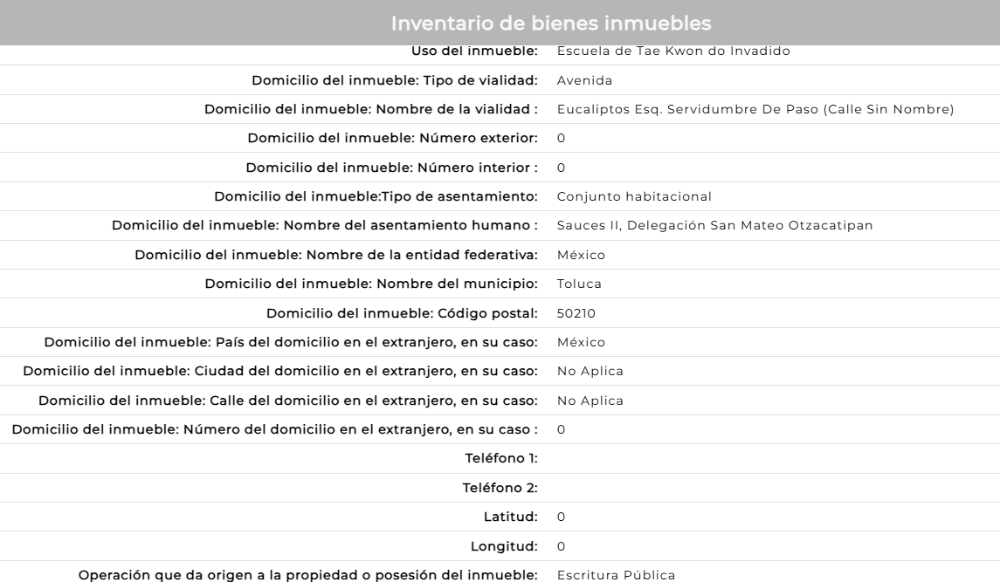 Inventario de bienes inmuebles
Uso del inmueble: Escuela de Tae Kwon do Invadido
Domicilio del inmueble: Tipo de vialidad: Avenida
Domicilio del inmueble: Nombre de la vialidad : Eucaliptos Esq. Servidumbre De Paso (Calle Sin Nombre)
Domicilio del inmueble: Número exterior: 0
Domicilio del inmueble: Número interior : 0
Domicilio del inmueble:Tipo de asentamiento: Conjunto habitacional
Domicilio del inmueble: Nombre del asentamiento humano : Sauces II, Delegación San Mateo Otzacatipan
Domicilio del inmueble: Nombre de la entidad federativa: México
Domicilio del inmueble: Nombre del municipio: Toluca
Domicilio del inmueble: Código postal: 50210
Domicilio del inmueble: País del domicilio en el extranjero, en su caso: México
Domicilio del inmueble: Ciudad del domicilio en el extranjero, en su caso: No Aplica
Domicilio del inmueble: Calle del domicilio en el extranjero, en su caso: No Aplica
Domicilio del inmueble: Número del domicilio en el extranjero, en su caso : 0
Teléfono 1:
Teléfono 2:
Latitud: 0
Longitud: 0
Operación que da origen a la propiedad o posesión del inmueble: Escritura Pública